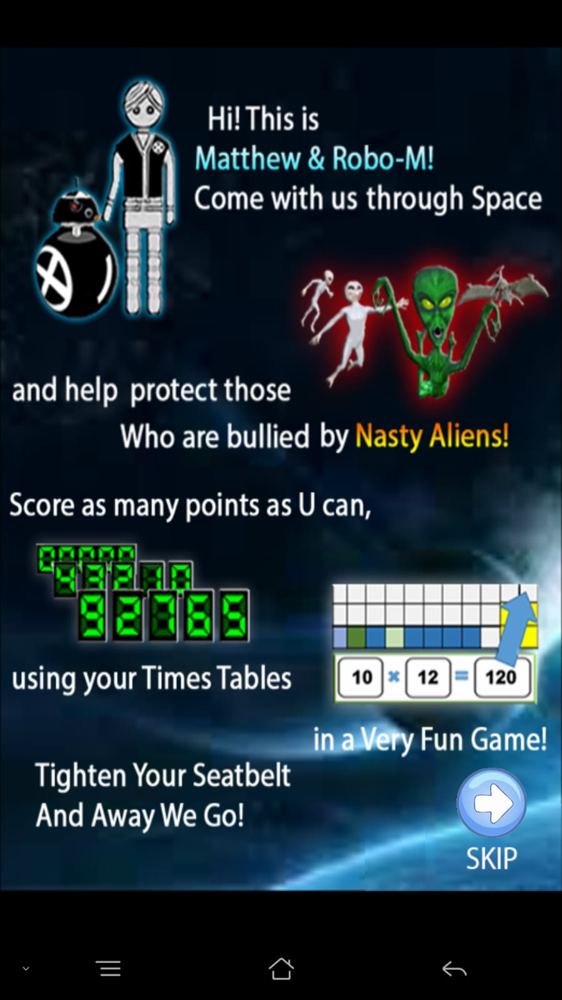 Hi! This is
Matthew & Robo-M!
Come with us through Space
and help protect those
Who are bullied by Nasty Aliens!
Score as many points as U can,
92765
using your Times Tables
10 × 12 = 120
in a Very Fun Game!
Tighten Your Seatbelt
And Away We Go!
SKIP